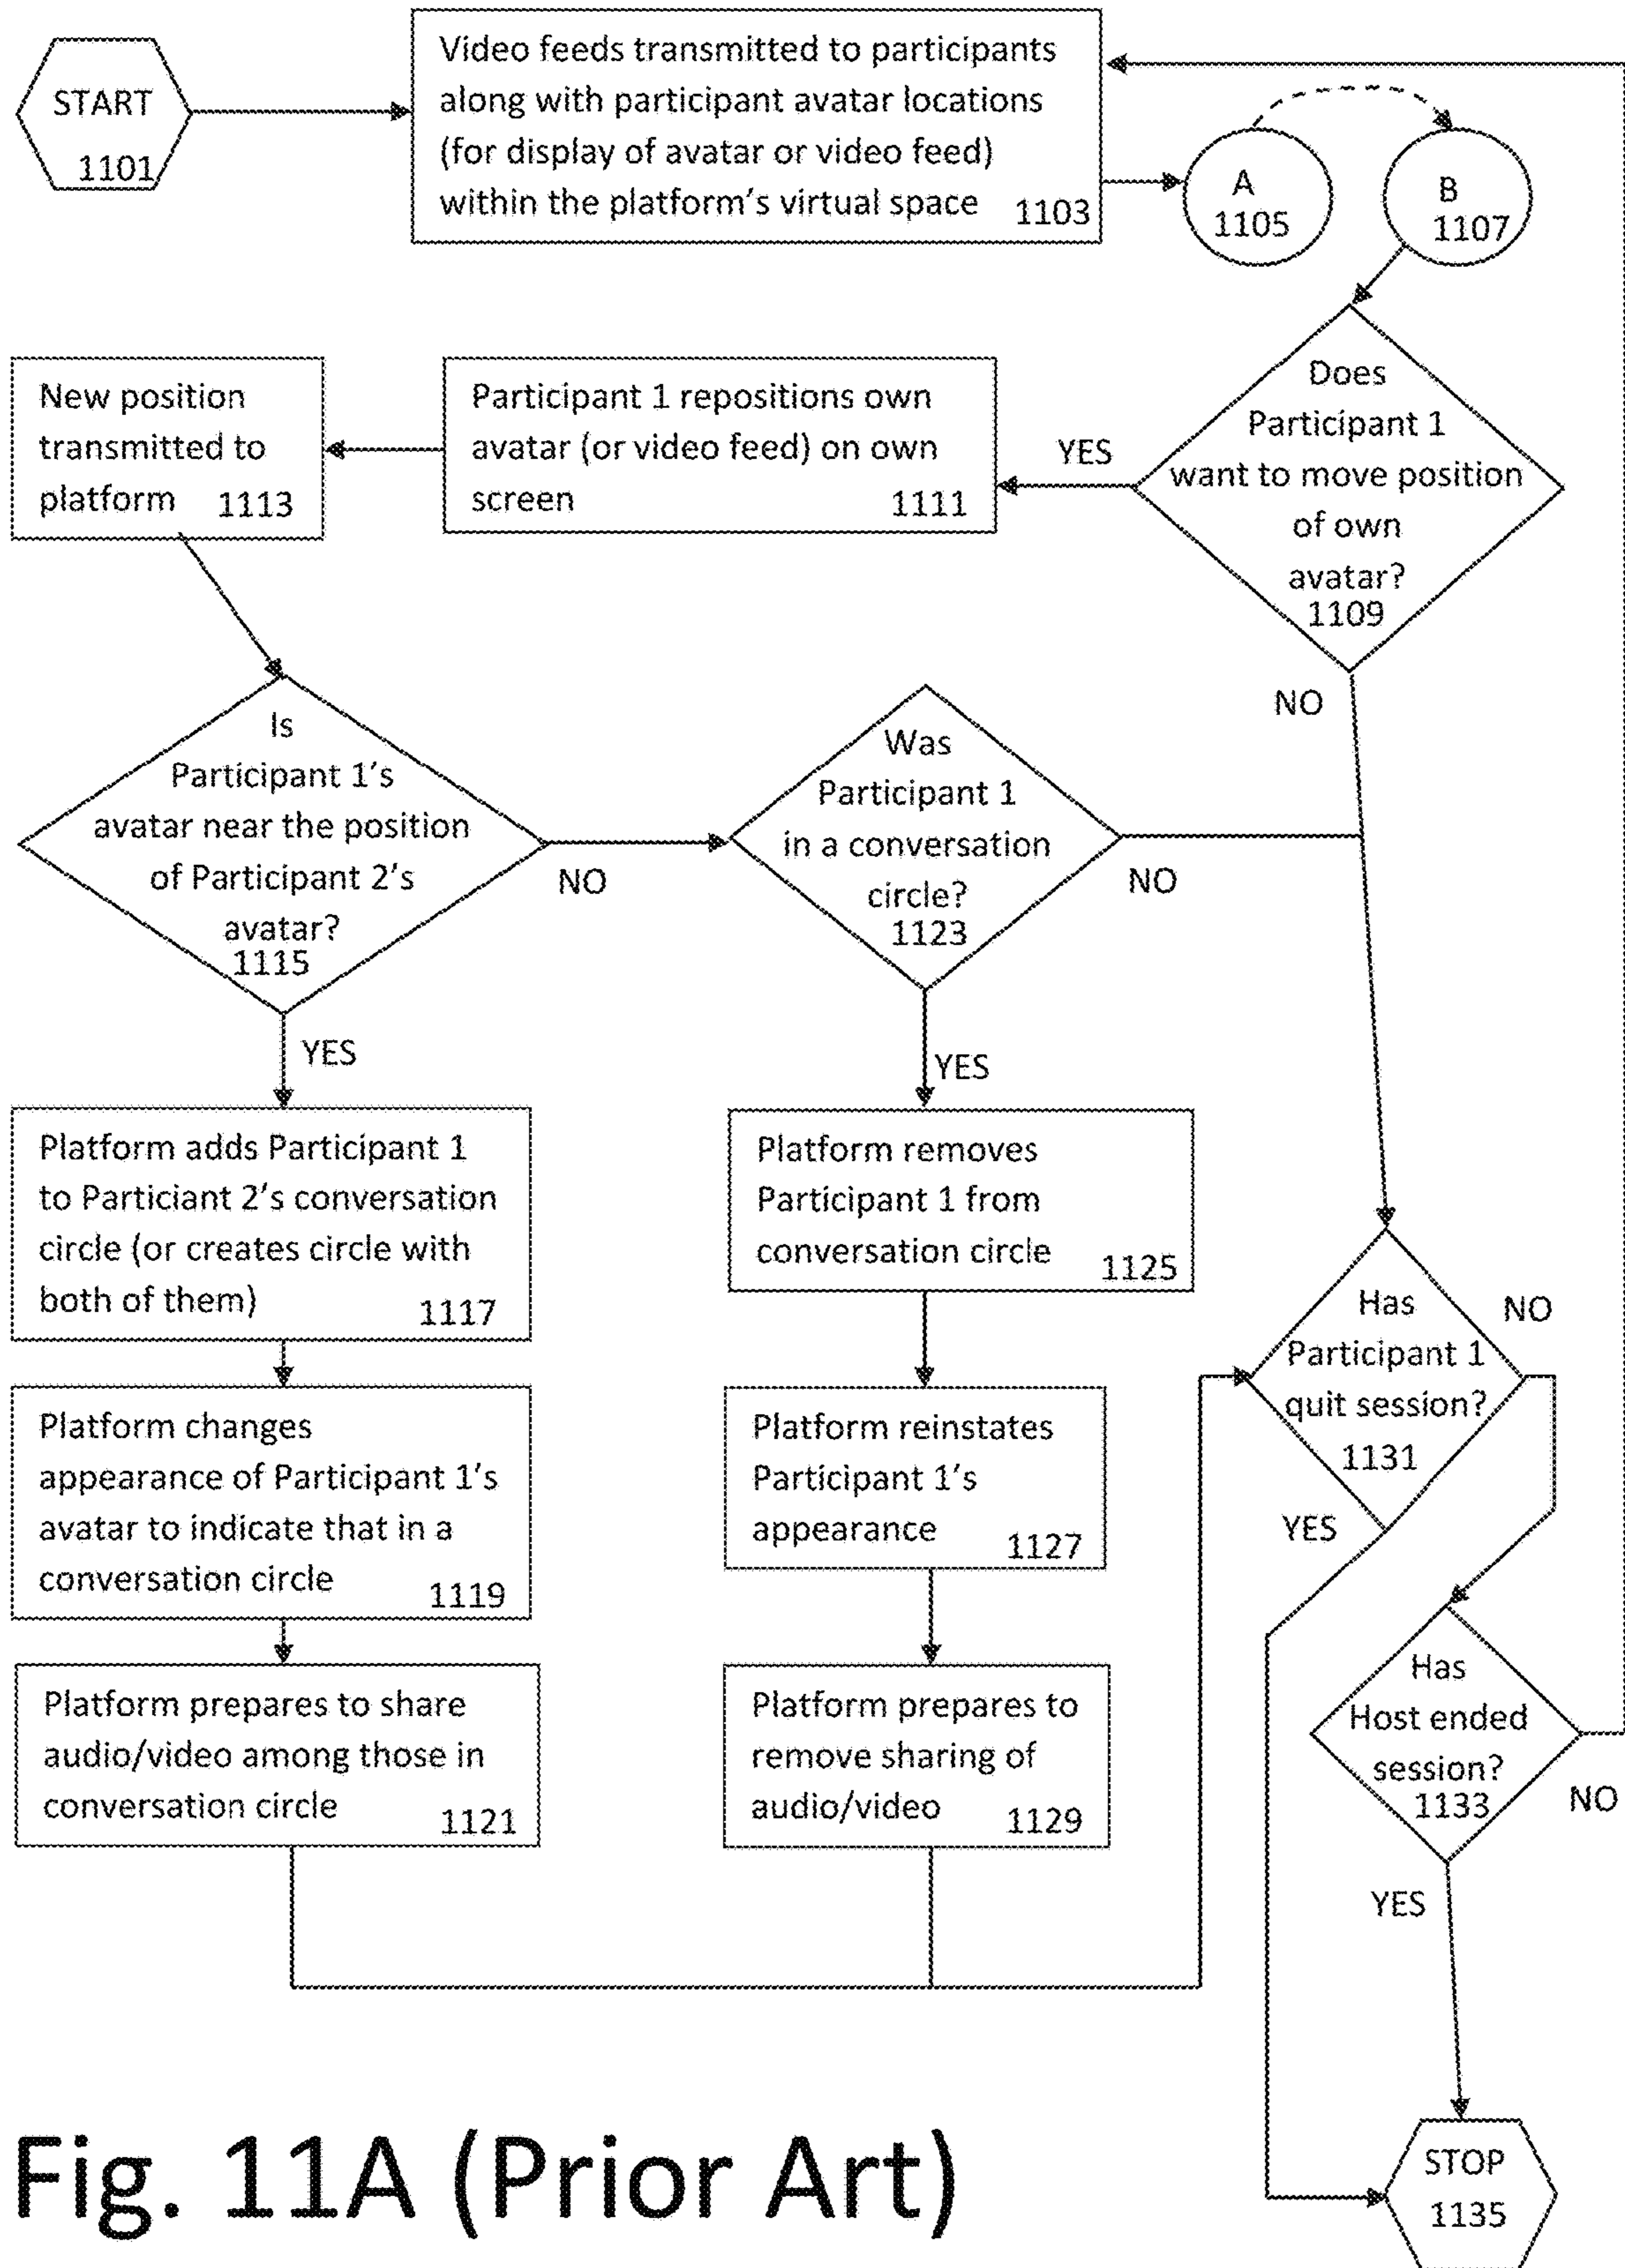 START
1101
Video feeds transmitted to participants
along with participant avatar locations
(for display of avatar or video feed)
within the platform's virtual space 1103
A
1105
B
1107
Does
Participant 1
want to move position
of own
avatar?
1109
YES
NO
Participant 1 repositions own
avatar (or video feed) on own
screen 1111
New position
transmitted to
platform 1113
Is
Participant 1's
avatar near the position
of Participant 2's
avatar?
1115
NO
YES
Was
Participant 1
in a conversation
circle?
1123
NO
YES
Platform adds Participant 1
to Particiant 2's conversation
circle (or creates circle with
both of them) 1117
Platform changes
appearance of Participant 1's
avatar to indicate that in a
conversation circle 1119
Platform prepares to share
audio/video among those in
conversation circle 1121
Platform removes
Participant 1 from
conversation circle 1125
Platform reinstates
Participant 1's
appearance 1127
Platform prepares to
remove sharing of
audio/video 1129
Has
Participant 1
quit session?
1131
NO
YES
Has
Host ended
session?
1133
NO
YES
STOP
1135
Fig. 11A (Prior Art)